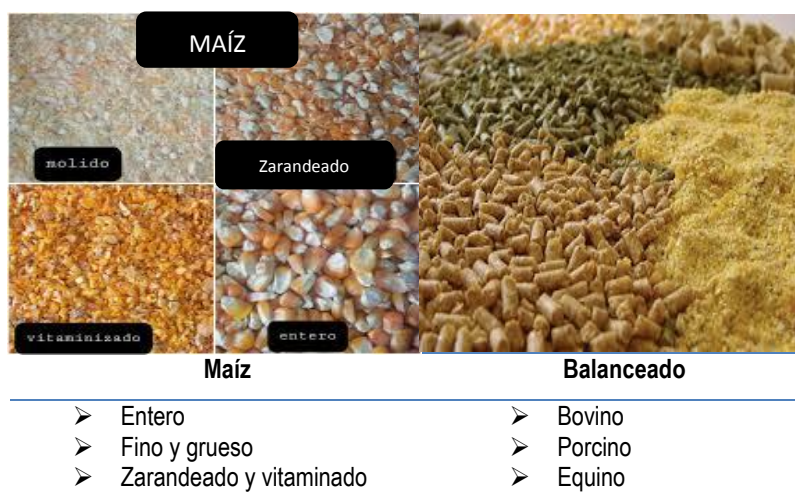 MAÍZ
molido
Zarandeado
vitaminizado
entero
Maíz
Balanceado
➢ Entero
➢ Bovino
➢ Fino y grueso
➢ Porcino
➢ Zarandeado y vitaminado
➢ Equino